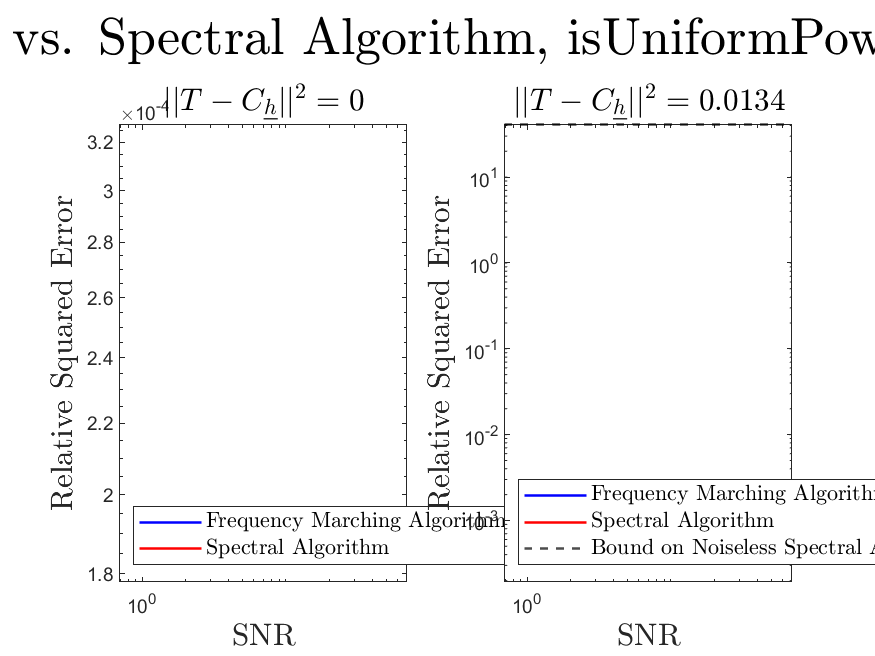 vs. Spectral Algorithm, isUniformPow
||T − C_h||² = 0
||T − C_h||² = 0.0134
×10⁻⁴
3.2
3
2.8
2.6
2.4
2.2
2
1.8
Relative Squared Error
10⁰
SNR
Frequency Marching Algorithm
Spectral Algorithm
10¹
10⁰
10⁻¹
10⁻²
10⁻³
Relative Squared Error
10⁰
SNR
Frequency Marching Algorith
Spectral Algorithm
Bound on Noiseless Spectral A